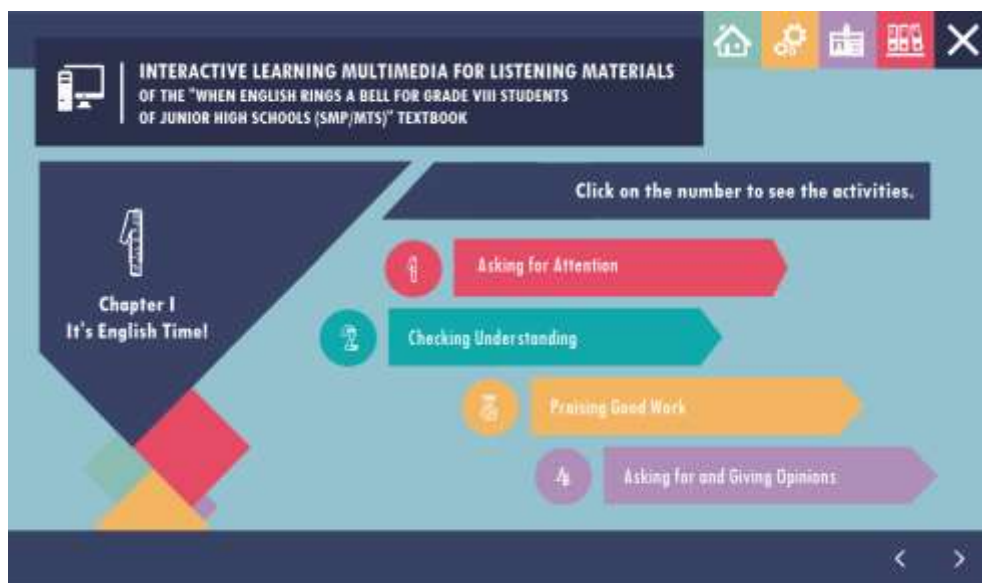 INTERACTIVE LEARNING MULTIMEDIA FOR LISTENING MATERIALS
OF THE "WHEN ENGLISH RINGS A BELL FOR GRADE VIII STUDENTS
OF JUNIOR HIGH SCHOOLS (SMP/MTS)" TEXTBOOK
Click on the number to see the activities.
1
Chapter I
It's English Time!
1 Asking for Attention
2 Checking Understanding
3 Praising Good Work
4 Asking for and Giving Opinions